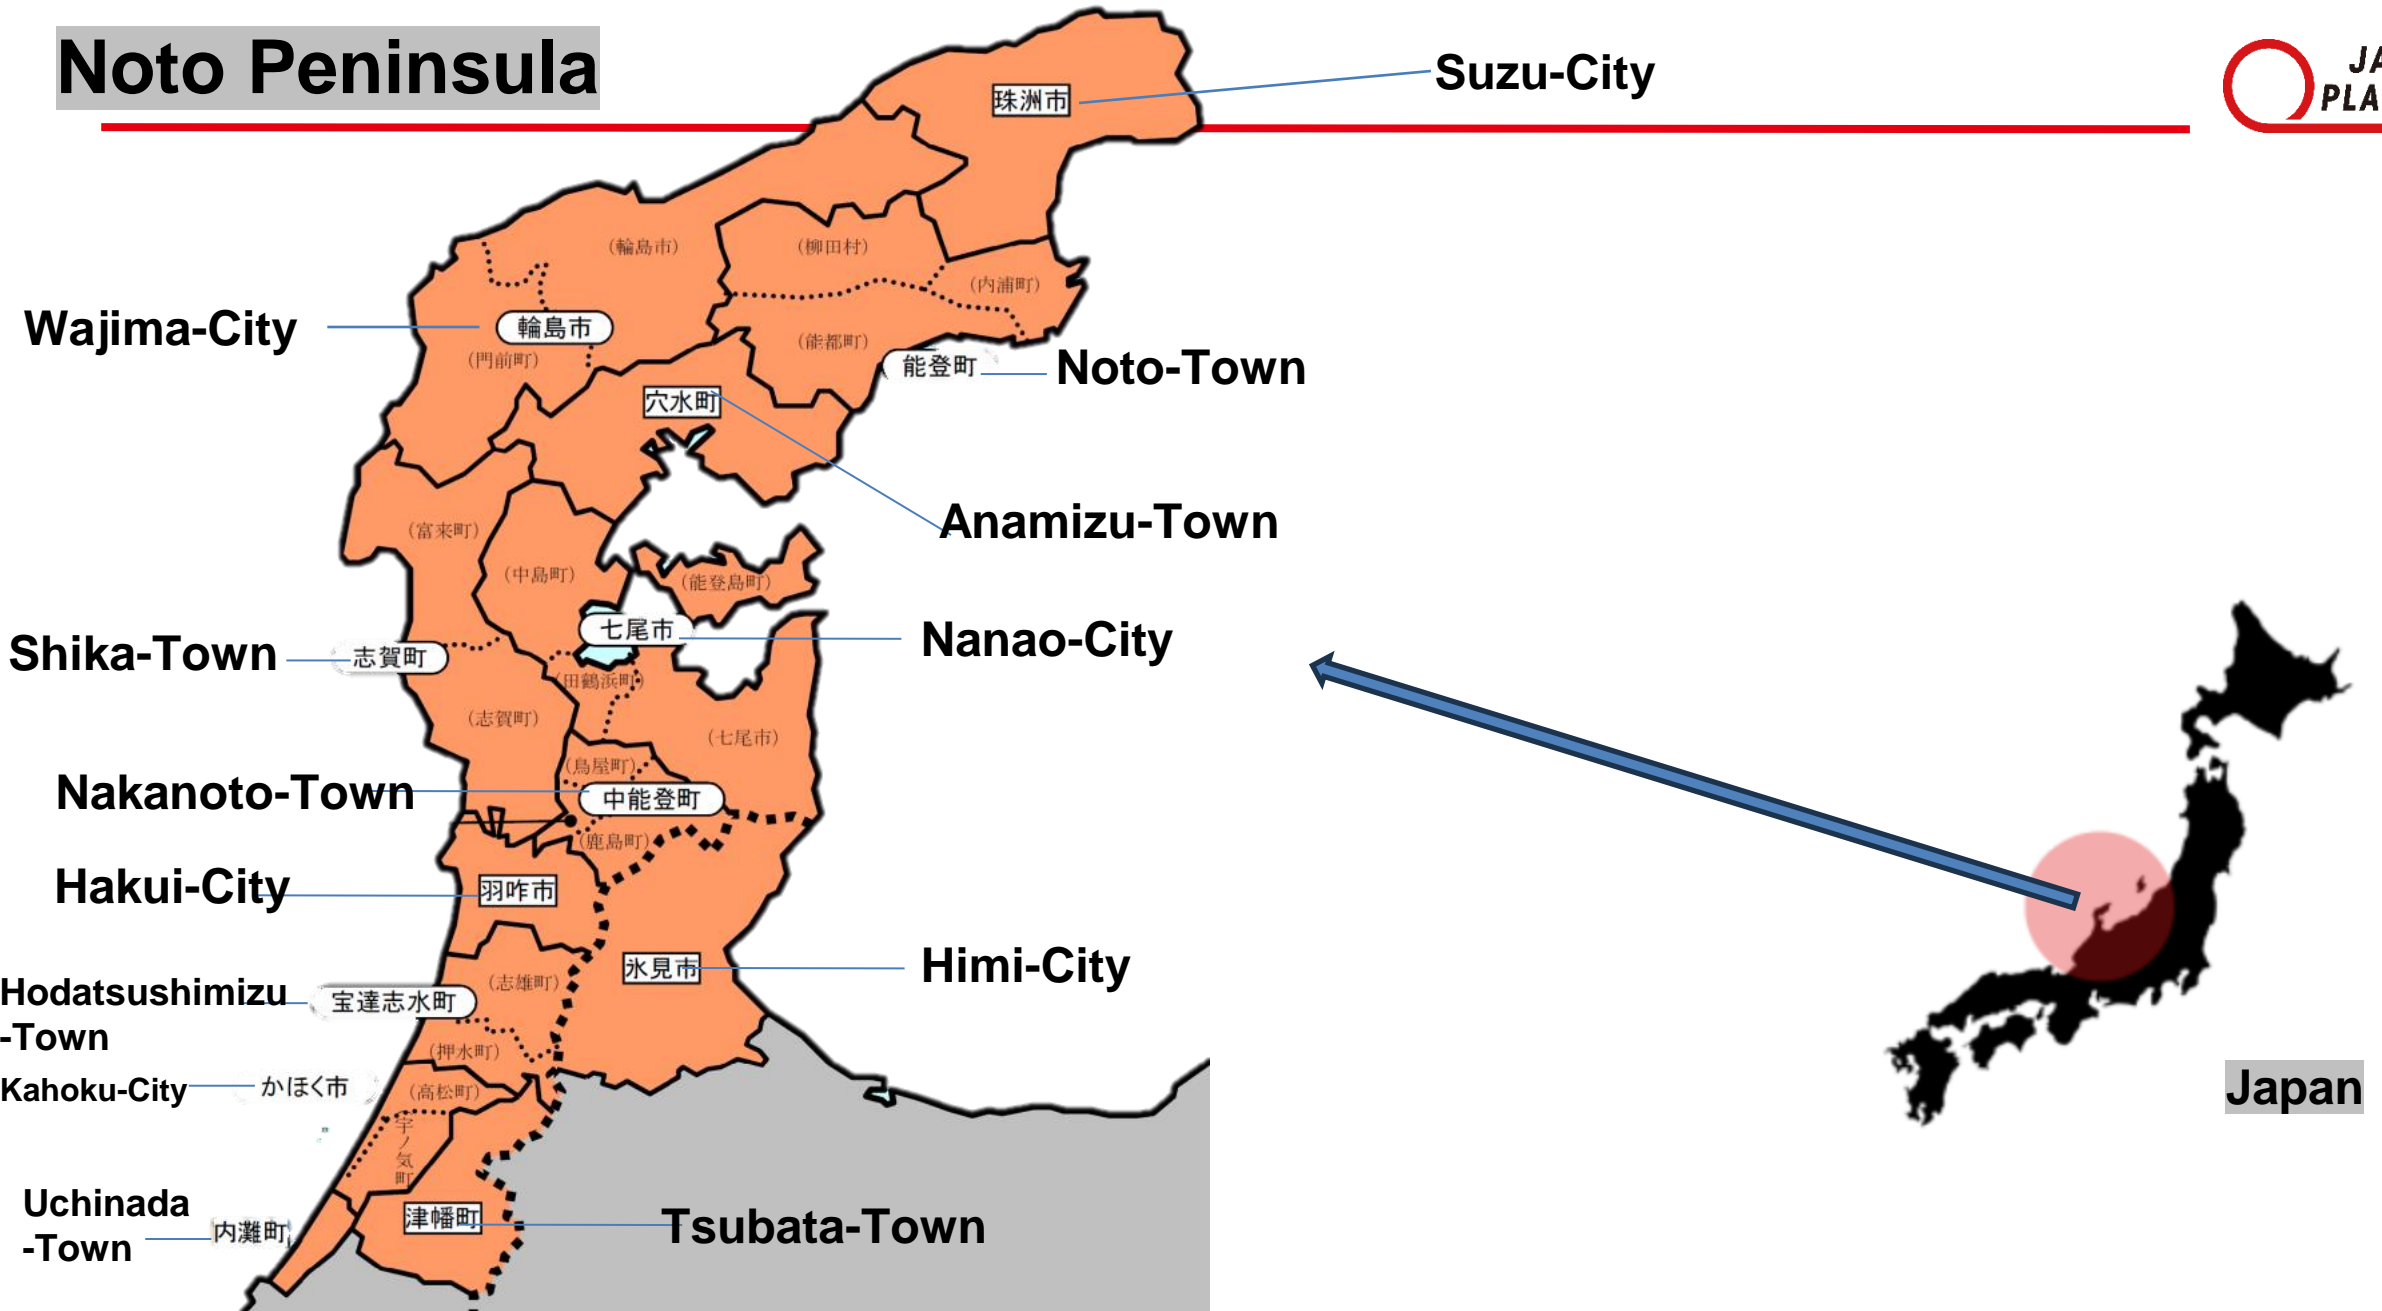 Noto Peninsula
JA
PLA
Suzu-City
珠洲市
(輪島市)
(柳田村)
(内浦町)
Wajima-City
輪島市
(門前町)
(能都町)
能登町
Noto-Town
穴水町
Anamizu-Town
(富来町)
(中島町)
(能登島町)
七尾市
Nanao-City
Shika-Town
志賀町
(田鶴浜町)
(志賀町)
(七尾市)
(鳥屋町)
Nakanoto-Town
中能登町
(鹿島町)
Hakui-City
羽咋市
氷見市
Himi-City
(志雄町)
Hodatsushimizu
-Town
宝達志水町
(押水町)
Kahoku-City
かほく市
(高松町)
宇ノ気町
Uchinada
-Town
内灘町
津幡町
Tsubata-Town
Japan